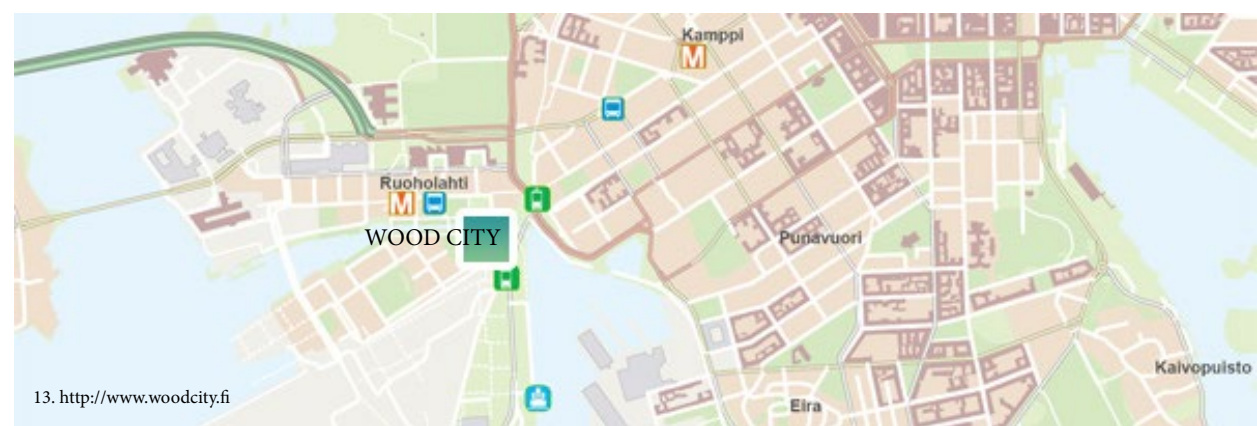 Kamppi
M
Ruoholahti
M
WOOD CITY
Punavuori
Kaivopuisto
13. http://www.woodcity.fi
Eira